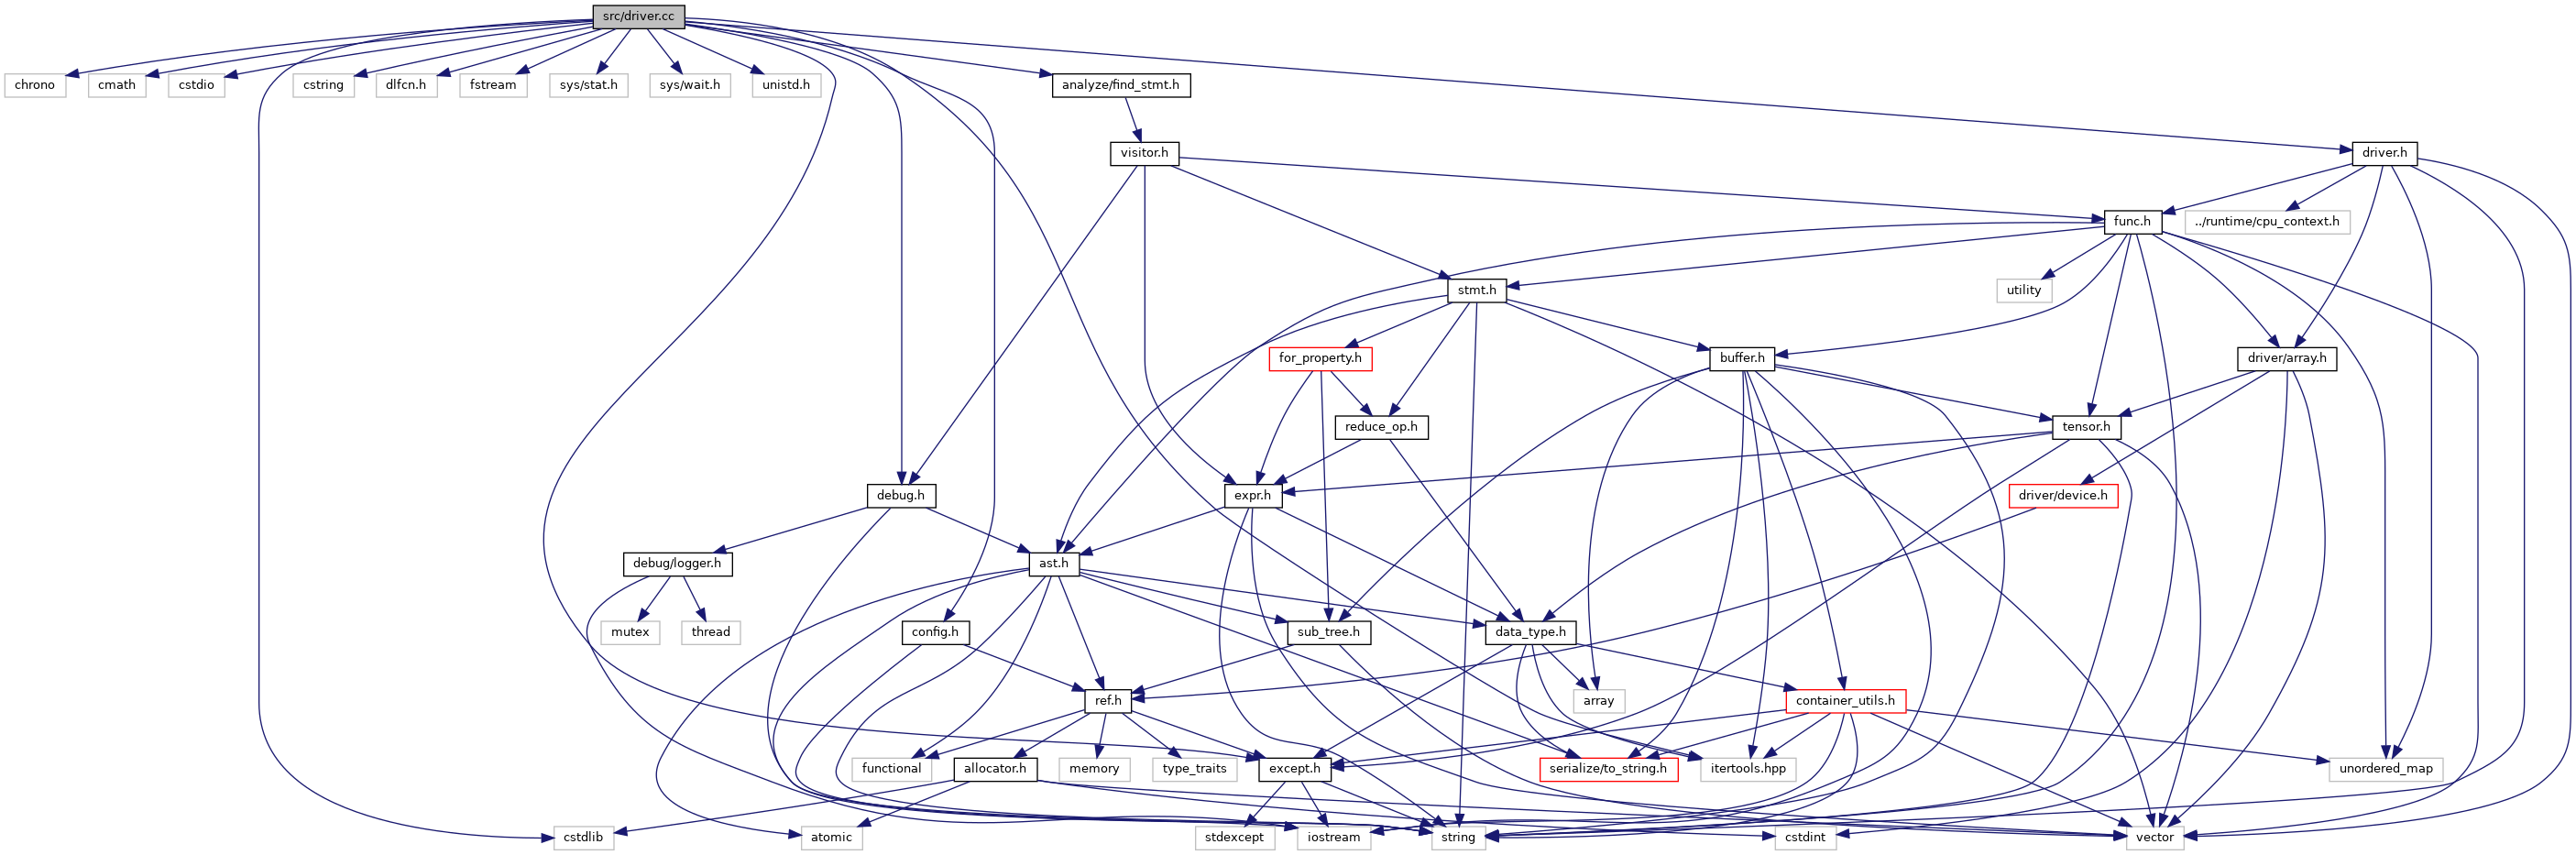 src/driver.cc
chrono
cmath
cstdio
cstring
dlfcn.h
fstream
sys/stat.h
sys/wait.h
unistd.h
analyze/find_stmt.h
visitor.h
driver.h
func.h
../runtime/cpu_context.h
stmt.h
utility
for_property.h
buffer.h
driver/array.h
reduce_op.h
tensor.h
debug.h
expr.h
driver/device.h
debug/logger.h
ast.h
mutex
thread
config.h
sub_tree.h
data_type.h
ref.h
array
container_utils.h
functional
allocator.h
memory
type_traits
except.h
serialize/to_string.h
itertools.hpp
unordered_map
cstdlib
atomic
stdexcept
iostream
string
cstdint
vector